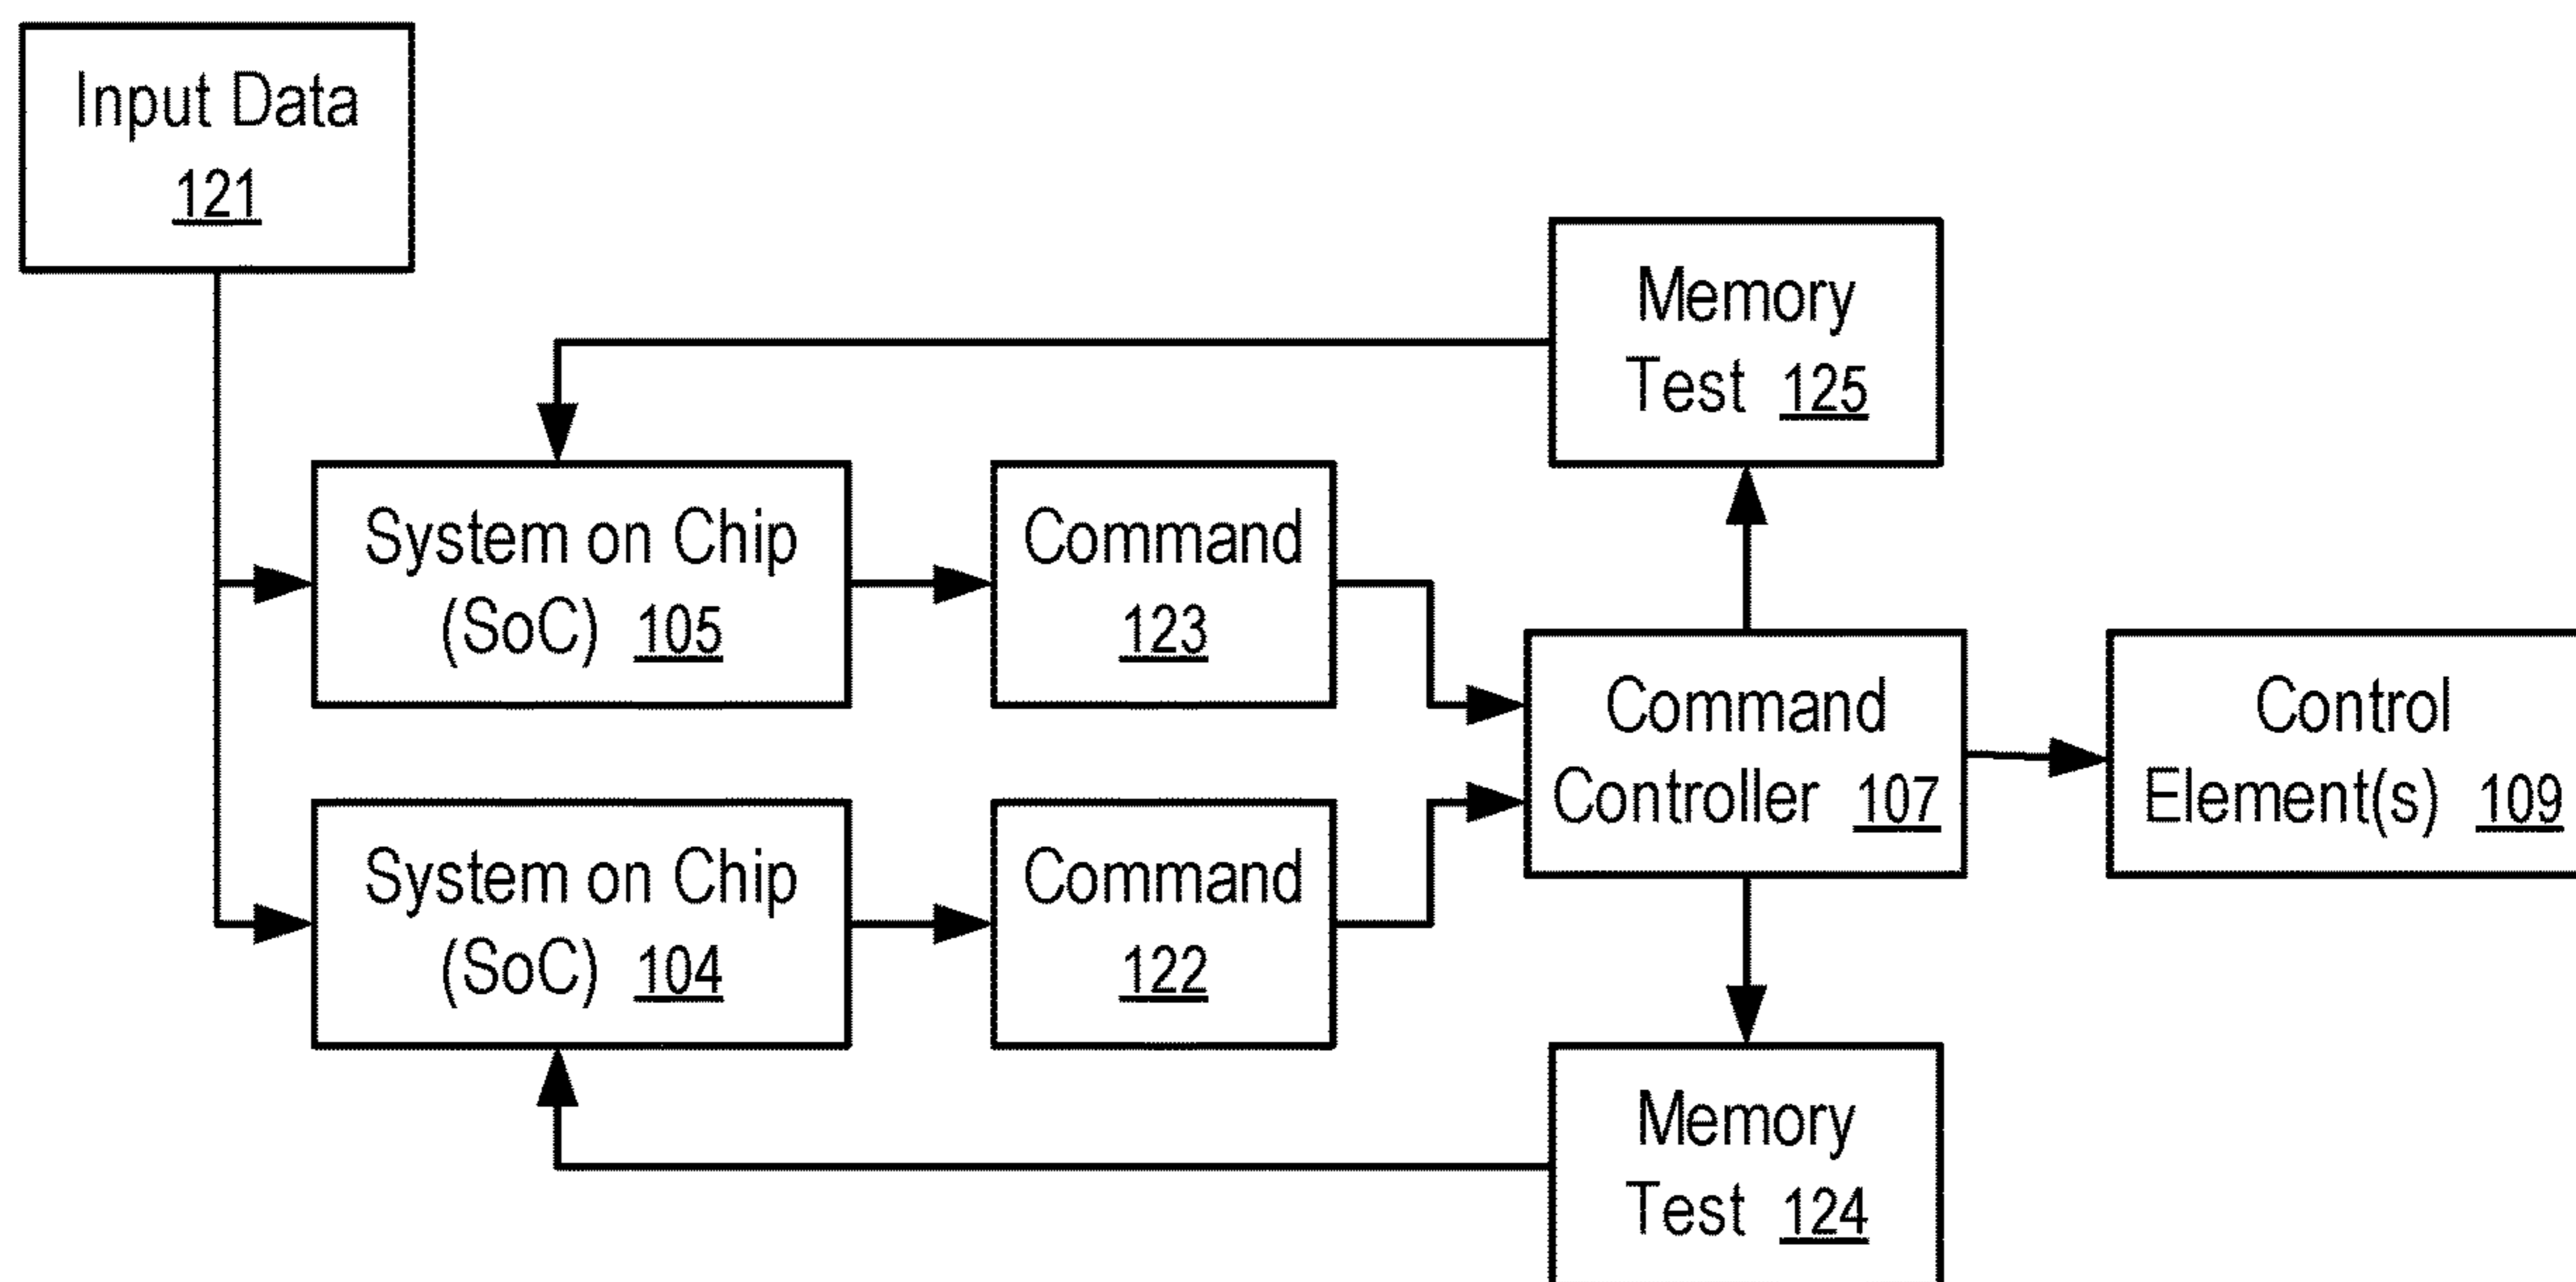 Input Data
121
Memory
Test 125
System on Chip
(SoC) 105
Command
123
Command
Controller 107
Control
Element(s) 109
System on Chip
(SoC) 104
Command
122
Memory
Test 124